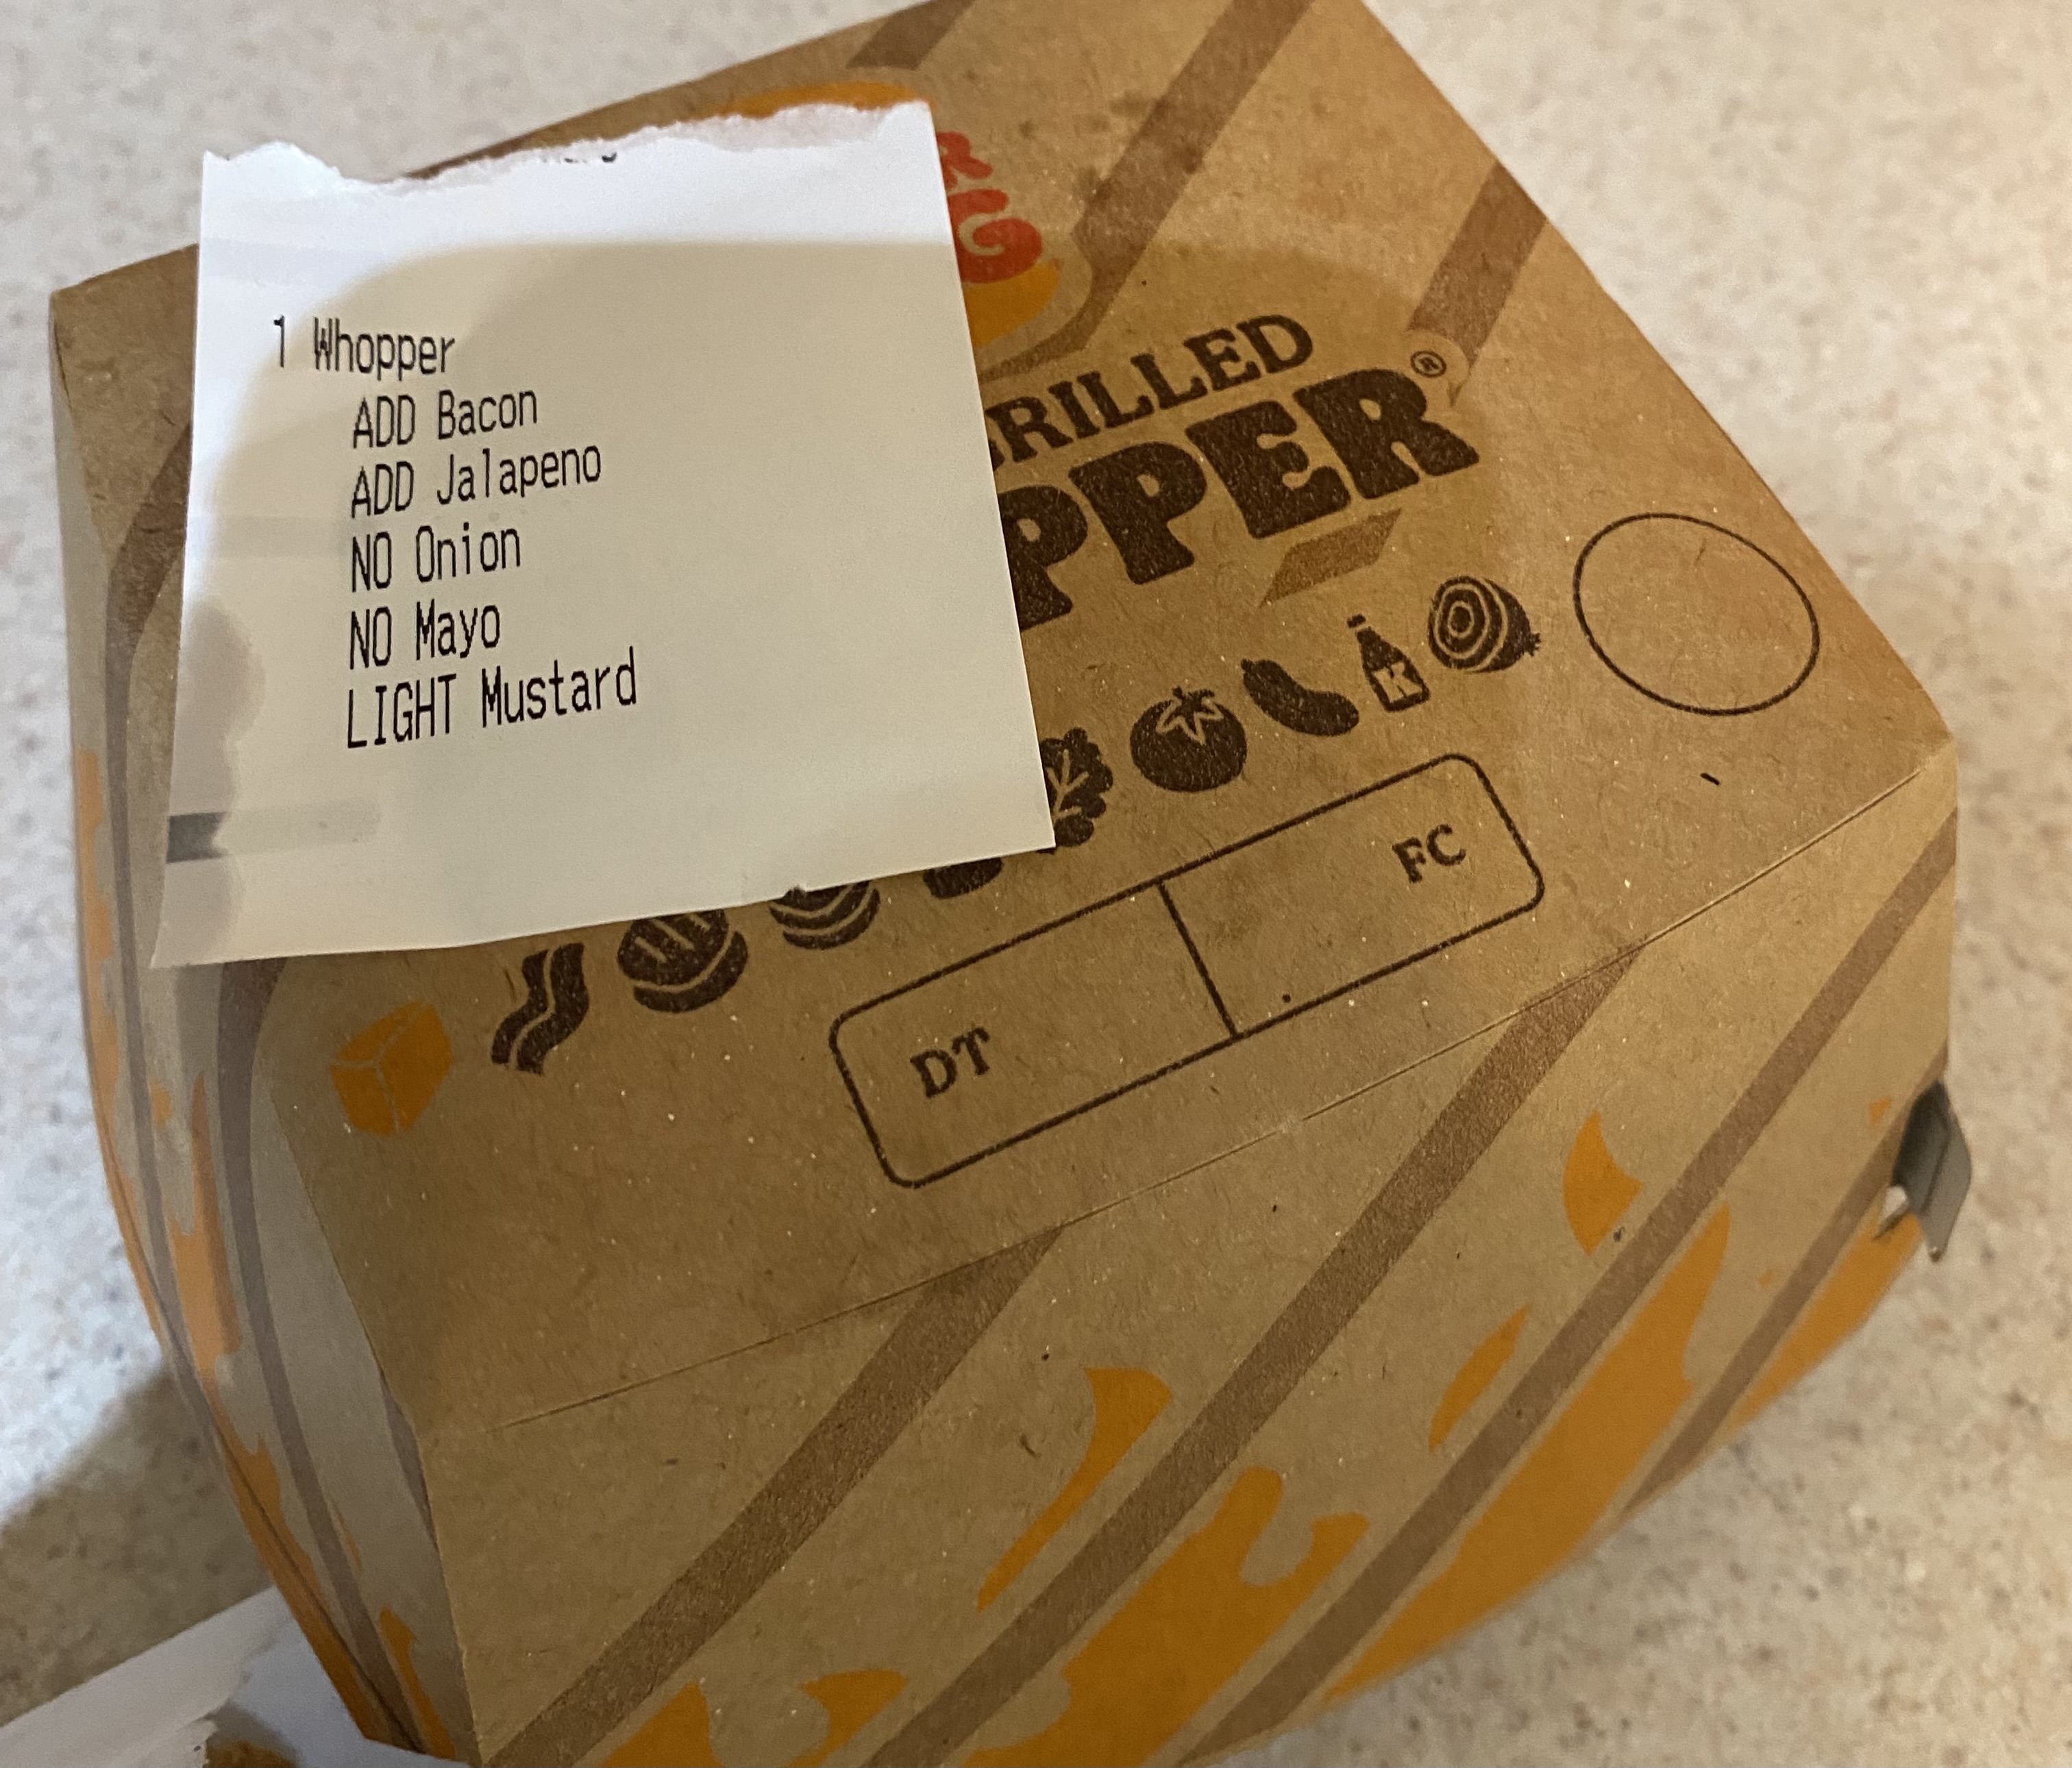 1 Whopper
ADD Bacon
ADD Jalapeno
NO Onion
NO Mayo
LIGHT Mustard
RILLED
PPER®
K
FC
DT